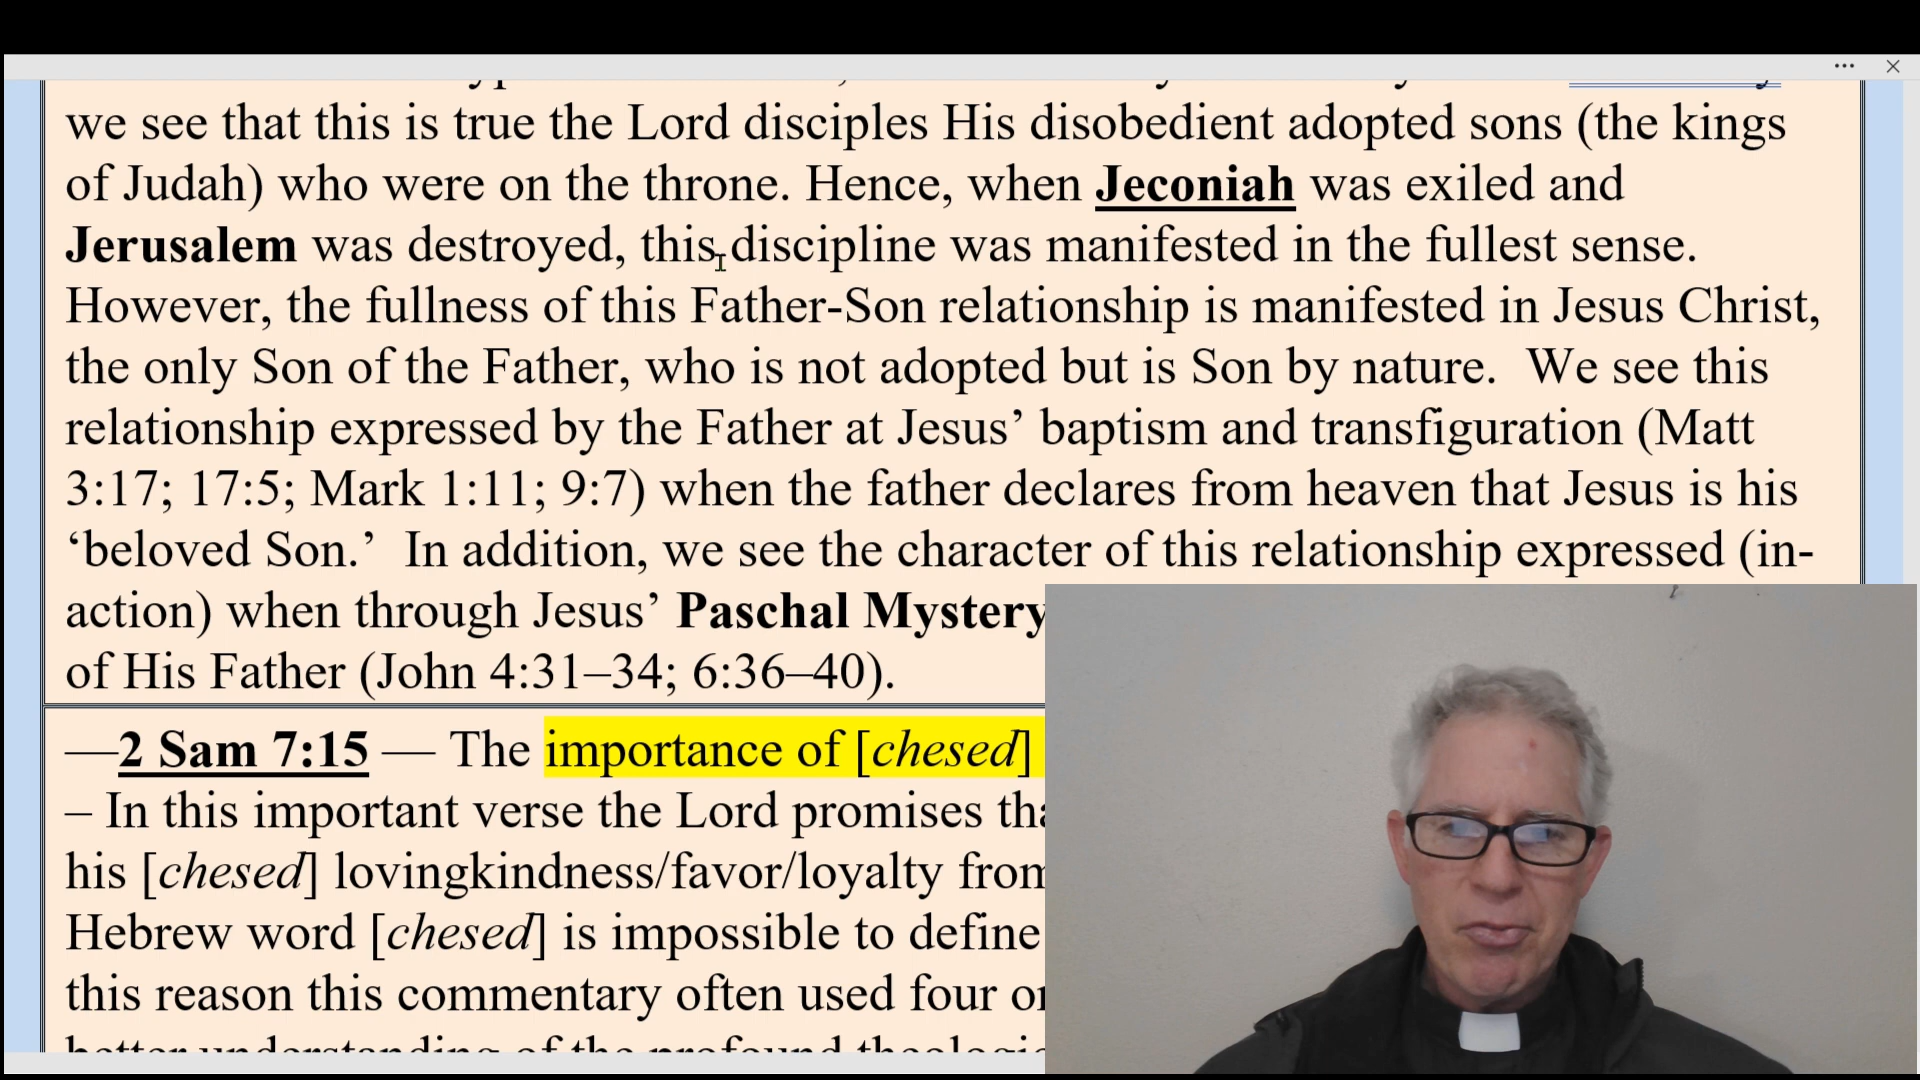 we see that this is true the Lord disciples His disobedient adopted sons (the kings
of Judah) who were on the throne. Hence, when Jeconiah was exiled and
Jerusalem was destroyed, this discipline was manifested in the fullest sense.
However, the fullness of this Father-Son relationship is manifested in Jesus Christ,
the only Son of the Father, who is not adopted but is Son by nature.  We see this
relationship expressed by the Father at Jesus’ baptism and transfiguration (Matt
3:17; 17:5; Mark 1:11; 9:7) when the father declares from heaven that Jesus is his
‘beloved Son.’  In addition, we see the character of this relationship expressed (in-
action) when through Jesus’ Paschal Mystery
of His Father (John 4:31–34; 6:36–40).
—2 Sam 7:15 — The importance of [chesed]
– In this important verse the Lord promises
his [chesed] lovingkindness/favor/loyalty from
Hebrew word [chesed] is impossible to define
this reason this commentary often used four
better understanding of the profound